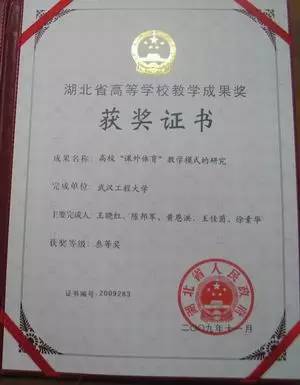 湖北省高等学校教学成果奖
获奖证书
成果名称：高校“课外体育”教学模式的研究
完成单位：武汉工程大学
主要完成人：王晓红、陈邦军、黄恩洪、王佳茵、徐素华
获奖等级：叁等奖
证书编号：2009283
湖北省人民政府
二〇〇九年十一月